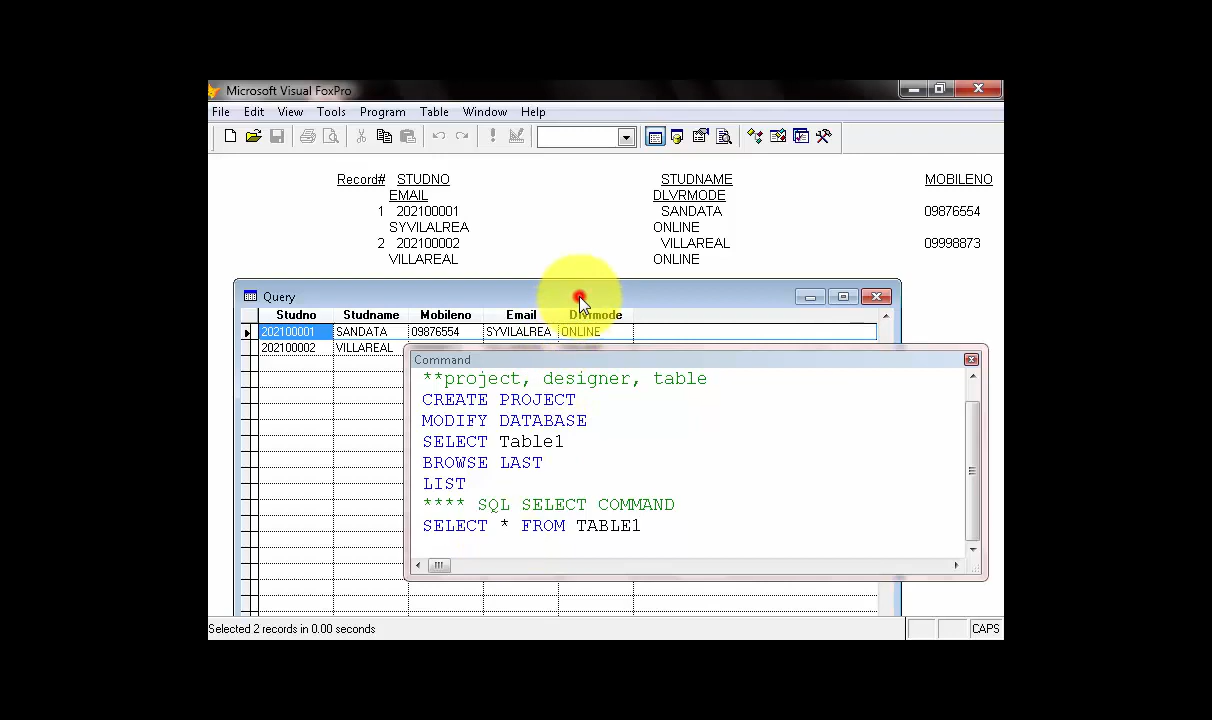 Microsoft Visual FoxPro
File Edit View Tools Program Table Window Help
Record# STUDNO STUDNAME MOBILENO
EMAIL DLVRMODE
1 202100001 SANDATA 09876554
SYVILALREA ONLINE
2 202100002 VILLAREAL 09998873
VILLAREAL ONLINE
Query
Studno Studname Mobileno Email Dlvrmode
202100001 SANDATA 09876554 SYVILALREA ONLINE
202100002 VILLAREAL
Command
**project, designer, table
CREATE PROJECT
MODIFY DATABASE
SELECT Table1
BROWSE LAST
LIST
**** SQL SELECT COMMAND
SELECT * FROM TABLE1
Selected 2 records in 0.00 seconds
CAPS